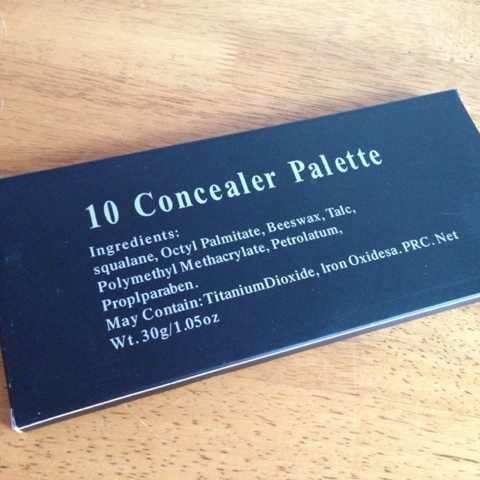 10 Concealer Palette
Ingredients:
squalane, Octyl Palmitate, Beeswax, Talc,
Polymethyl Methacrylate, Petrolatum,
Proplparaben.
May Contain: TitaniumDioxide, Iron Oxidesa. PRC. Net
Wt. 30g/1.05oz